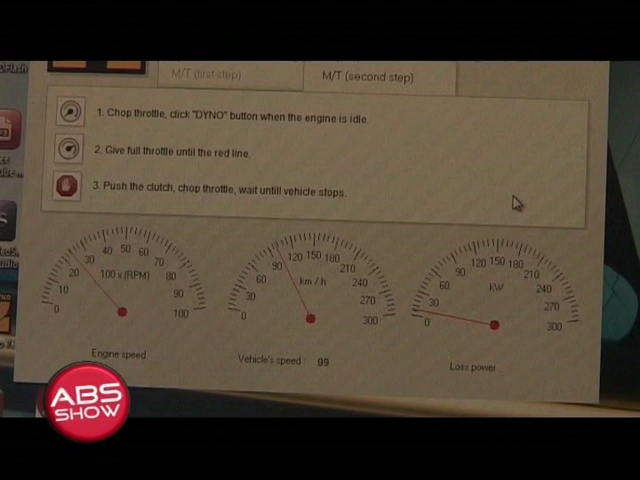 DFlash
M/T (first step)
M/T (second step)
1. Chop throttle, click "DYNO" button when the engine is idle.
2. Give full throttle until the red line.
3. Push the clutch, chop throttle, wait untill vehicle stops.
0 10 20 30 40 50 60 70 80 90 100
100 x (RPM)
Engine speed
0 30 60 90 120 150 180 210 240 270 300
km / h
Vehicle's speed : 99
0 30 60 90 120 150 180 210 240 270 300
kW
Loss power
ABS
SHOW